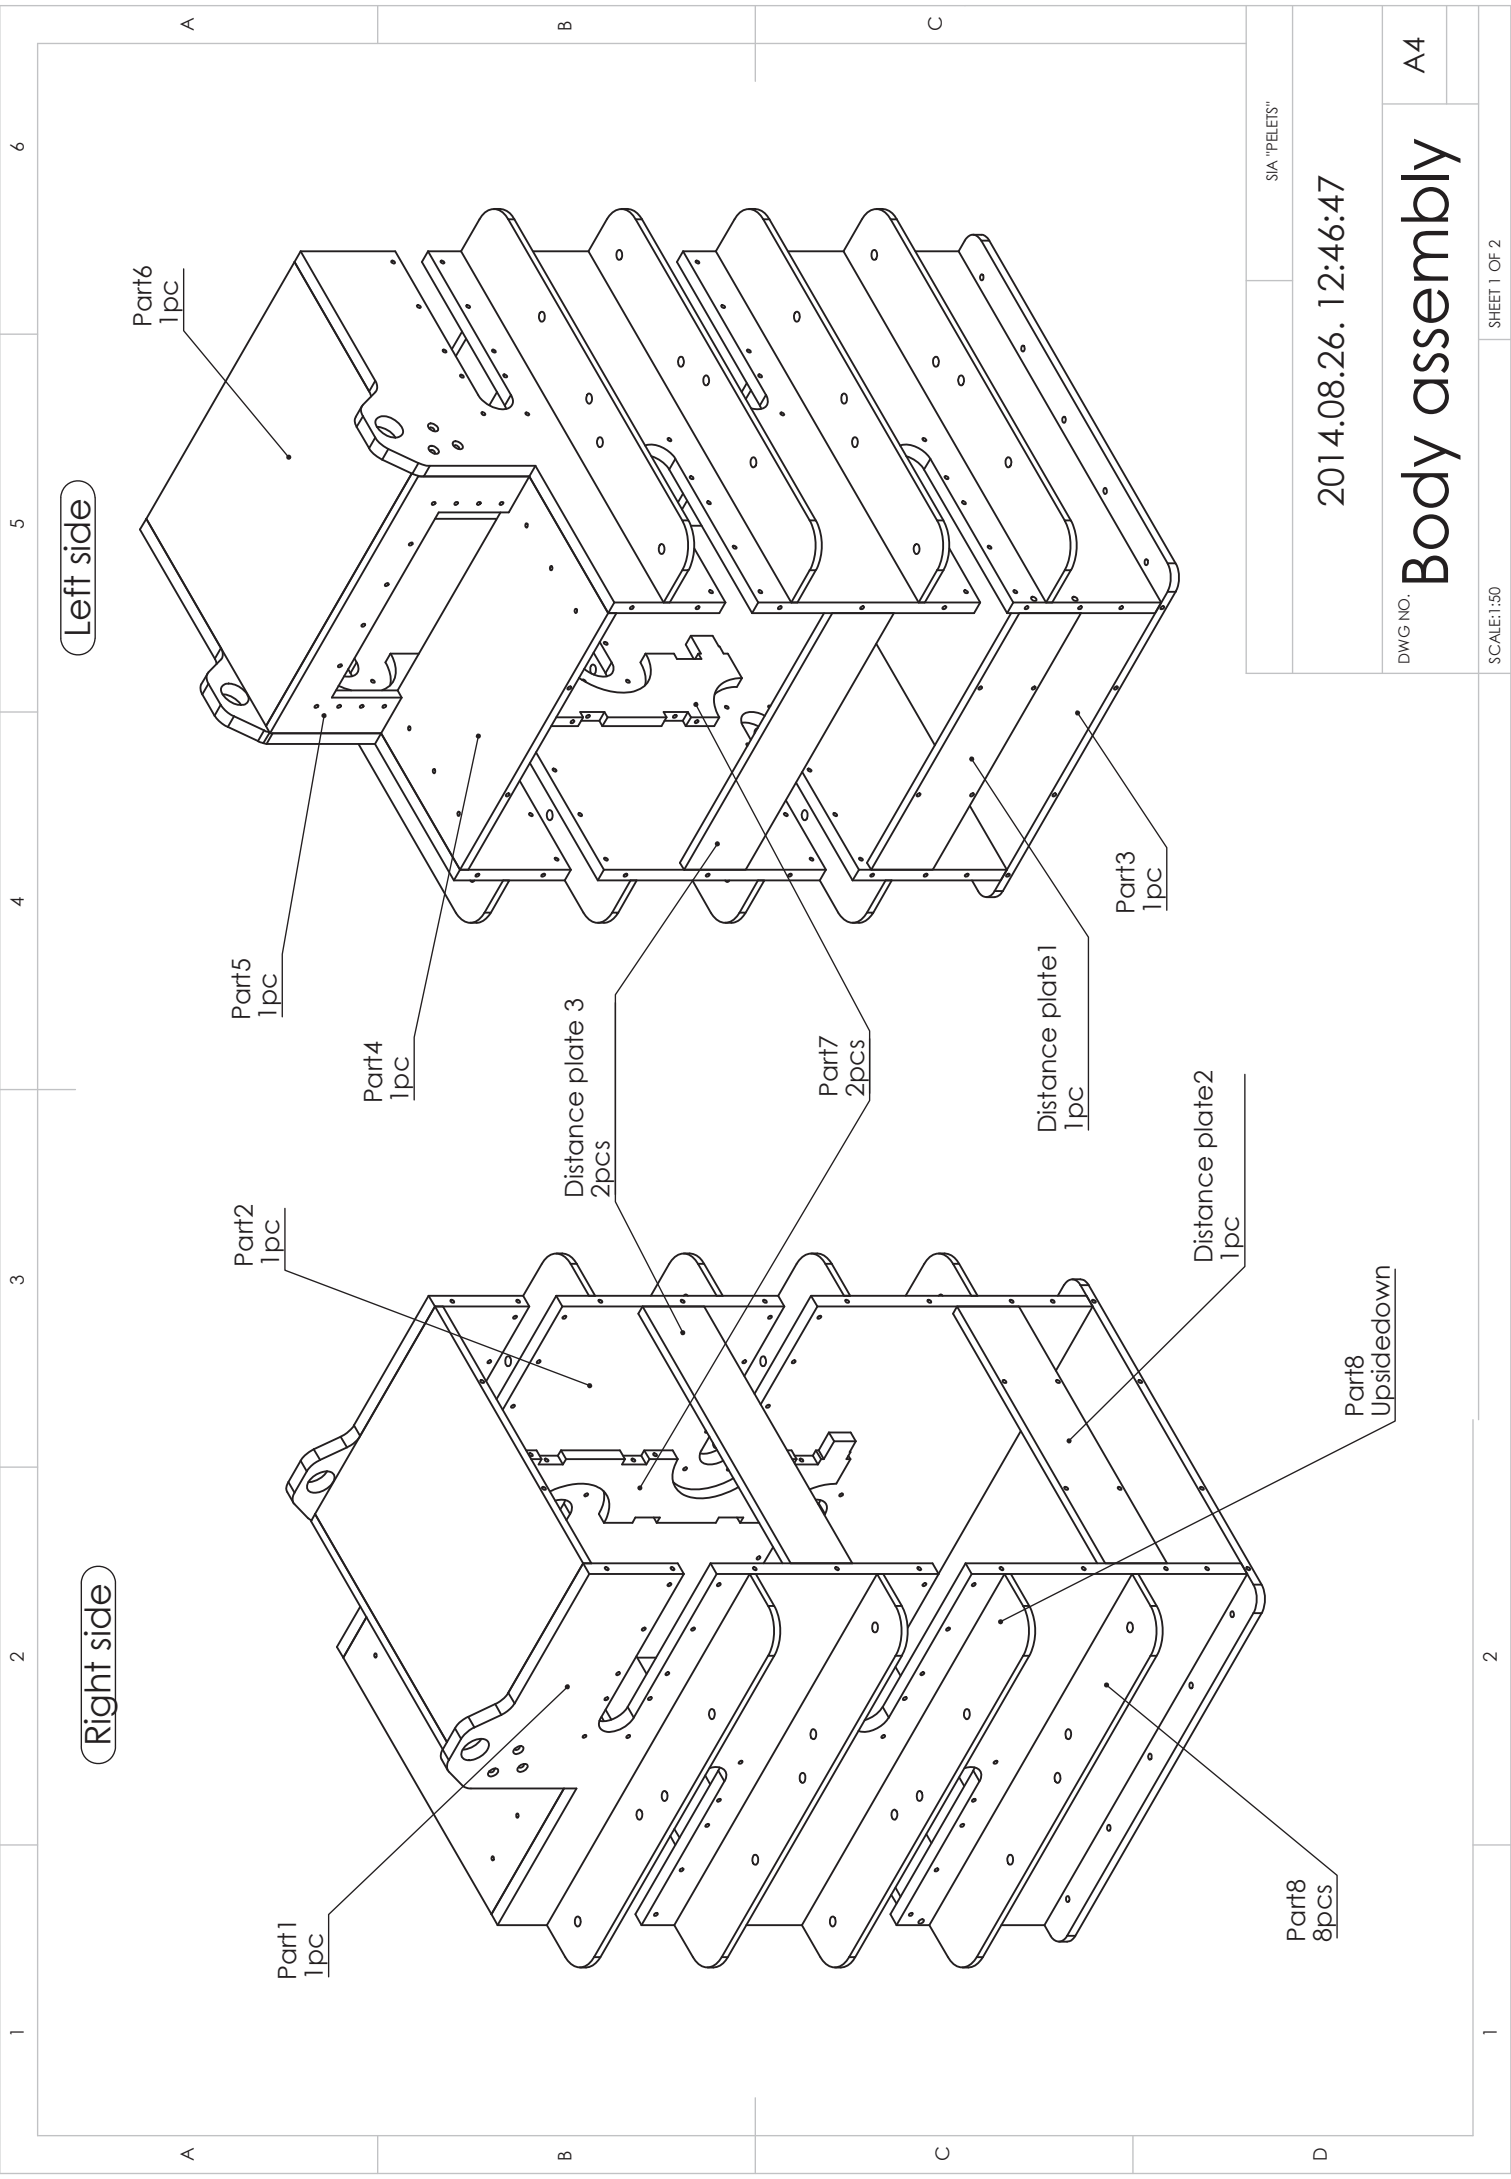 1
2
3
4
5
6
A
B
C
D
A
B
C
1
2
Right side
Left side
Part1
1pc
Part2
1pc
Part5
1pc
Part4
1pc
Part6
1pc
Distance plate 3
2pcs
Part7
2pcs
Distance plate1
1pc
Part3
1pc
Distance plate2
1pc
Part8
Upsidedown
Part8
8pcs
SIA "PELETS"
2014.08.26. 12:46:47
DWG NO.
Body assembly
A4
SCALE:1:50
SHEET 1 OF 2